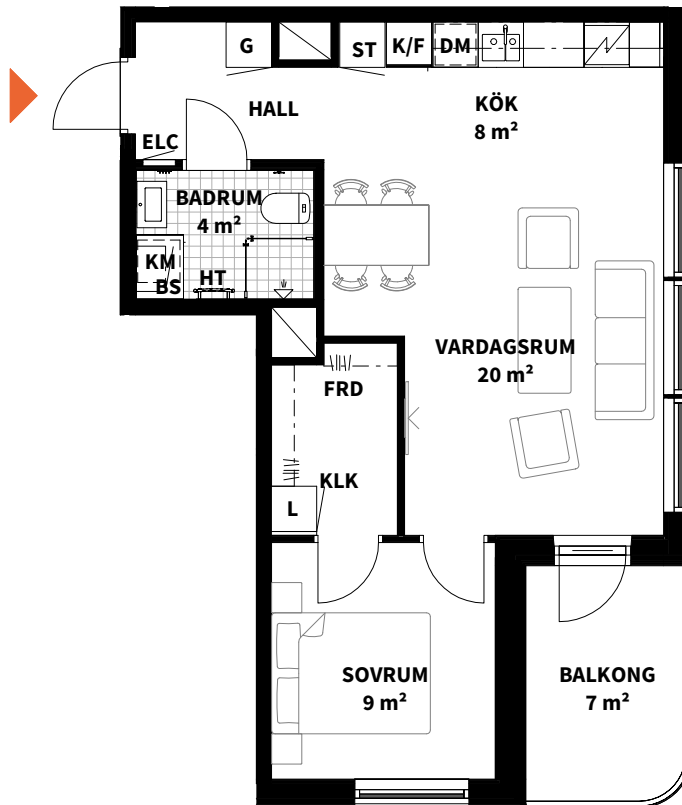 G
ST
K/F
DM
KÖK
8 m²
HALL
ELC
BADRUM
4 m²
KM
BS
HT
VARDAGSRUM
20 m²
FRD
KLK
L
SOVRUM
9 m²
BALKONG
7 m²